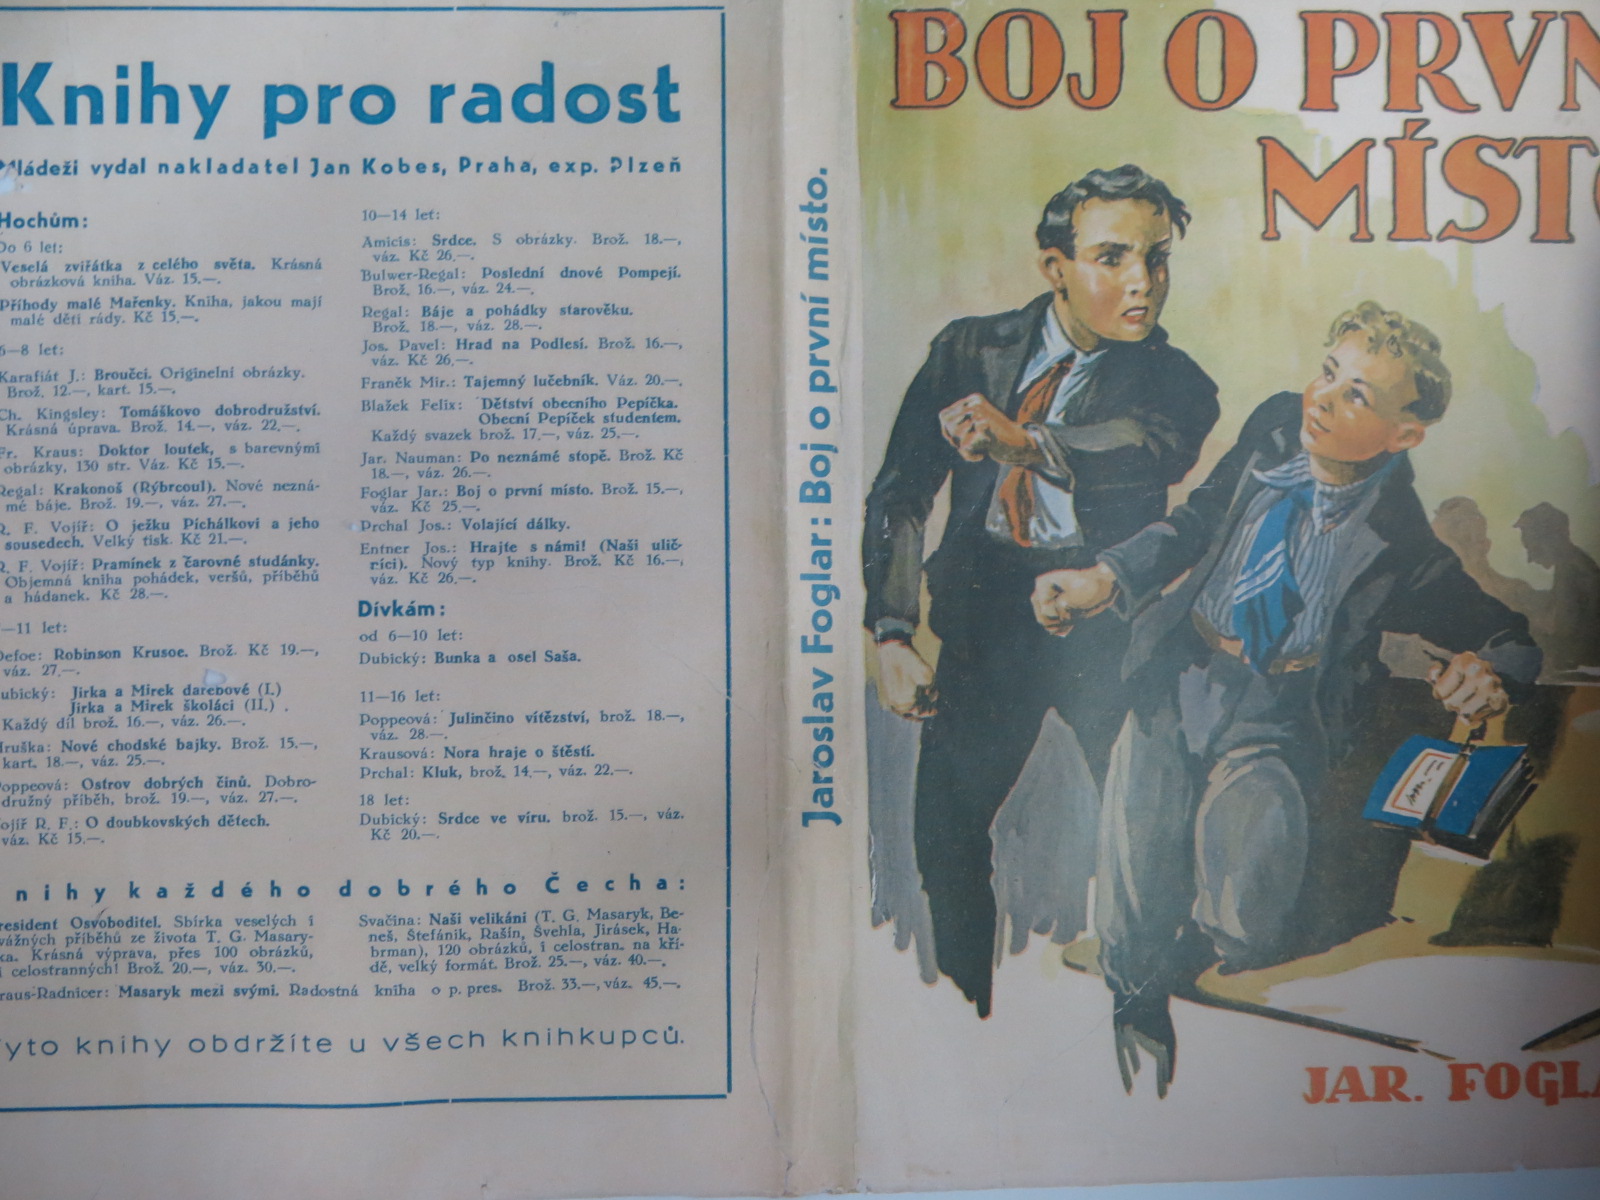 Knihy pro radost
Mládeži vydal nakladatel Jan Kobes, Praha, exp. Plzeň
Hochům:
Do 6 let:
Veselá zvířátka z celého světa. Krásná
obrázková kniha. Váz. 15.—.
Příhody malé Mařenky. Kniha, jakou mají
malé děti rády. Kč 15.—.
6—8 let:
Karafiát J.: Broučci. Originelní obrázky.
Brož. 12.—, kart. 15.—.
Ch. Kingsley: Tomáškovo dobrodružství.
Krásná úprava. Brož. 14.—, váz. 22.—.
Fr. Kraus: Doktor loutek, s barevnými
obrázky, 130 str. Váz. Kč 15.—.
Regal: Krakonoš (Rýbrcoul). Nové nezná-
mé báje. Brož. 19.—, váz. 27.—.
R. F. Vojíř: O ježku Pichálkovi a jeho
sousedech. Velký tisk. Kč 21.—.
R. F. Vojíř: Pramínek z čarovné studánky.
Objemná kniha pohádek, veršů, příběhů
a hádanek. Kč 28.—.
—11 let:
Defoe: Robinson Krusoe. Brož. Kč 19.—,
váz. 27.—.
ubický: Jirka a Mirek darebové (I.)
Jirka a Mirek školáci (II.) .
Každý díl brož. 16.—, váz. 26.—.
Hruška: Nové chodské bajky. Brož. 15.—,
kart. 18.—, váz. 25.—.
Poppeová: Ostrov dobrých činů. Dobro-
družný příběh, brož. 19.—, váz. 27.—.
ojíř R. F.: O doubkovských dětech.
váz. Kč 15.—.
10—14 let:
Amicis: Srdce. S obrázky. Brož. 18.—,
váz. Kč 26.—.
Bulwer-Regal: Poslední dnové Pompejí.
Brož. 16.—, váz. 24.—.
Regal: Báje a pohádky starověku.
Brož. 18.—, váz. 28.—.
Jos. Pavel: Hrad na Podlesí. Brož. 16.—,
váz. Kč 26.—.
Franěk Mir.: Tajemný lučebník. Váz. 20.—.
Blažek Felix: Dětství obecního Pepíčka.
Obecní Pepíček studentem.
Každý svazek brož. 17.—, váz. 25.—.
Jar. Nauman: Po neznámé stopě. Brož. Kč
18.—, váz. 26.—.
Foglar Jar.: Boj o první místo. Brož. 15.—,
váz. Kč 25.—.
Prchal Jos.: Volající dálky.
Entner Jos.: Hrajte s námi! (Naši ulič-
níci). Nový typ knihy. Brož. Kč 16.—,
váz. Kč 26.—.
Dívkám:
od 6—10 let:
Dubický: Bunka a osel Saša.
11—16 let:
Poppeová: Julinčino vítězství, brož. 18.—,
váz. 28.—.
Krausová: Nora hraje o štěstí.
Prchal: Kluk, brož. 14.—, váz. 22.—.
18 let:
Dubický: Srdce ve víru. brož. 15.—, váz.
Kč 20.—.
nihy každého dobrého Čecha:
resident Osvoboditel. Sbírka veselých i
vážných příběhů ze života T. G. Masary-
ka. Krásná výprava, přes 100 obrázků,
i celostranných! Brož. 20.—, váz. 30.—.
Svačina: Naši velikáni (T. G. Masaryk, Be-
neš, Štefánik, Rašín, Švehla, Jirásek, Ha-
brman), 120 obrázků, i celostran. na kří-
dě, velký formát. Brož. 25.—, váz. 40.—.
raus-Radnicer: Masaryk mezi svými. Radostná kniha o p. pres. Brož. 33.—, váz. 45.—.
yto knihy obdržíte u všech knihkupců.
Jaroslav Foglar: Boj o první místo.
BOJ O PRVN
MÍSTO
JAR. FOGLA